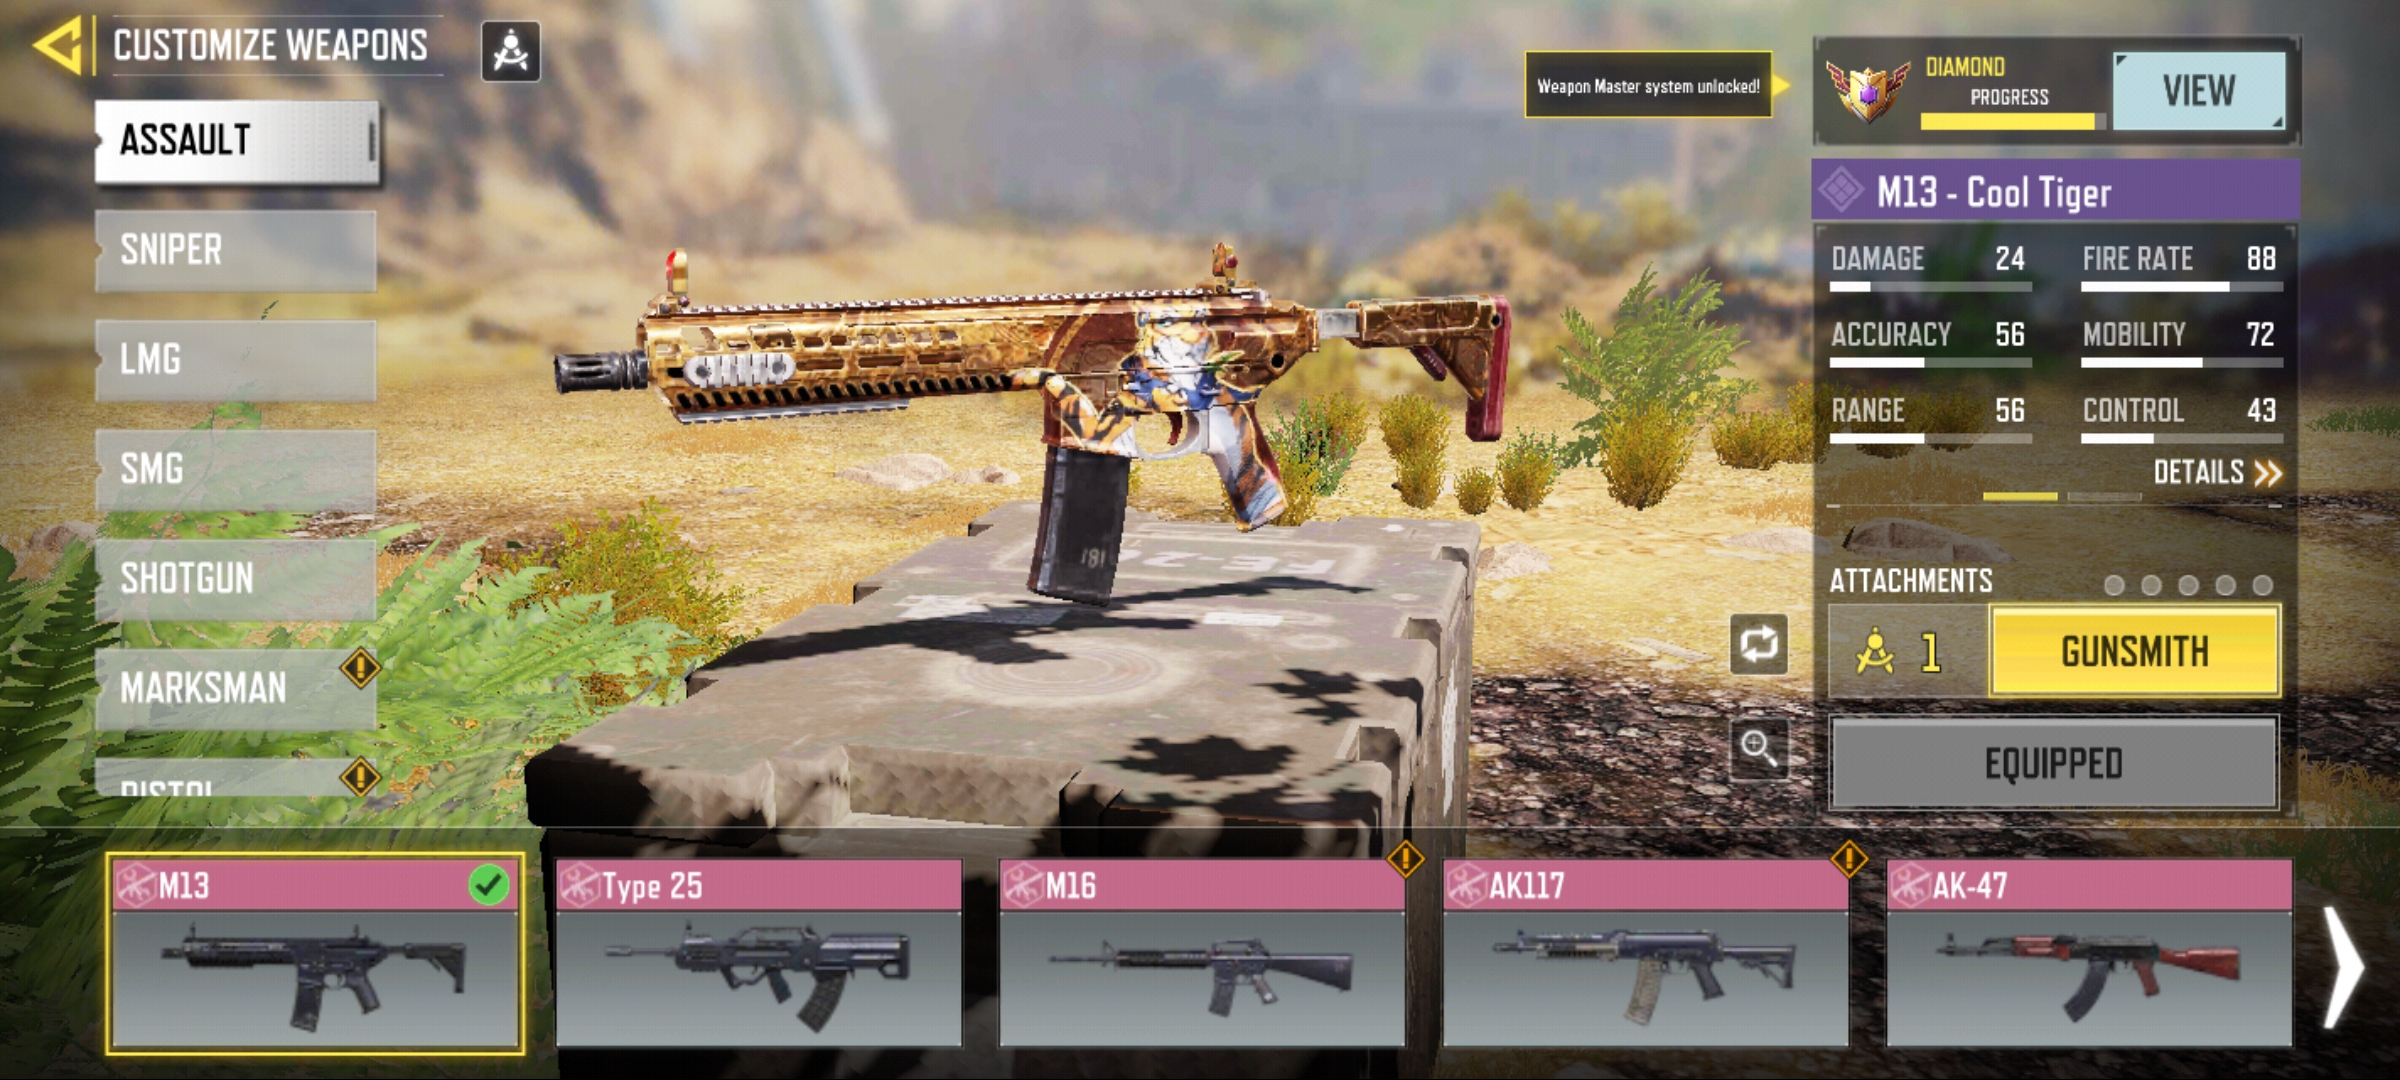 CUSTOMIZE WEAPONS
ASSAULT
SNIPER
LMG
SMG
SHOTGUN
MARKSMAN
PISTOL
Weapon Master system unlocked!
DIAMOND
PROGRESS
VIEW
M13 - Cool Tiger
DAMAGE 24 FIRE RATE 88
ACCURACY 56 MOBILITY 72
RANGE 56 CONTROL 43
DETAILS
ATTACHMENTS
1 GUNSMITH
EQUIPPED
181
M13
Type 25
M16
AK117
AK-47